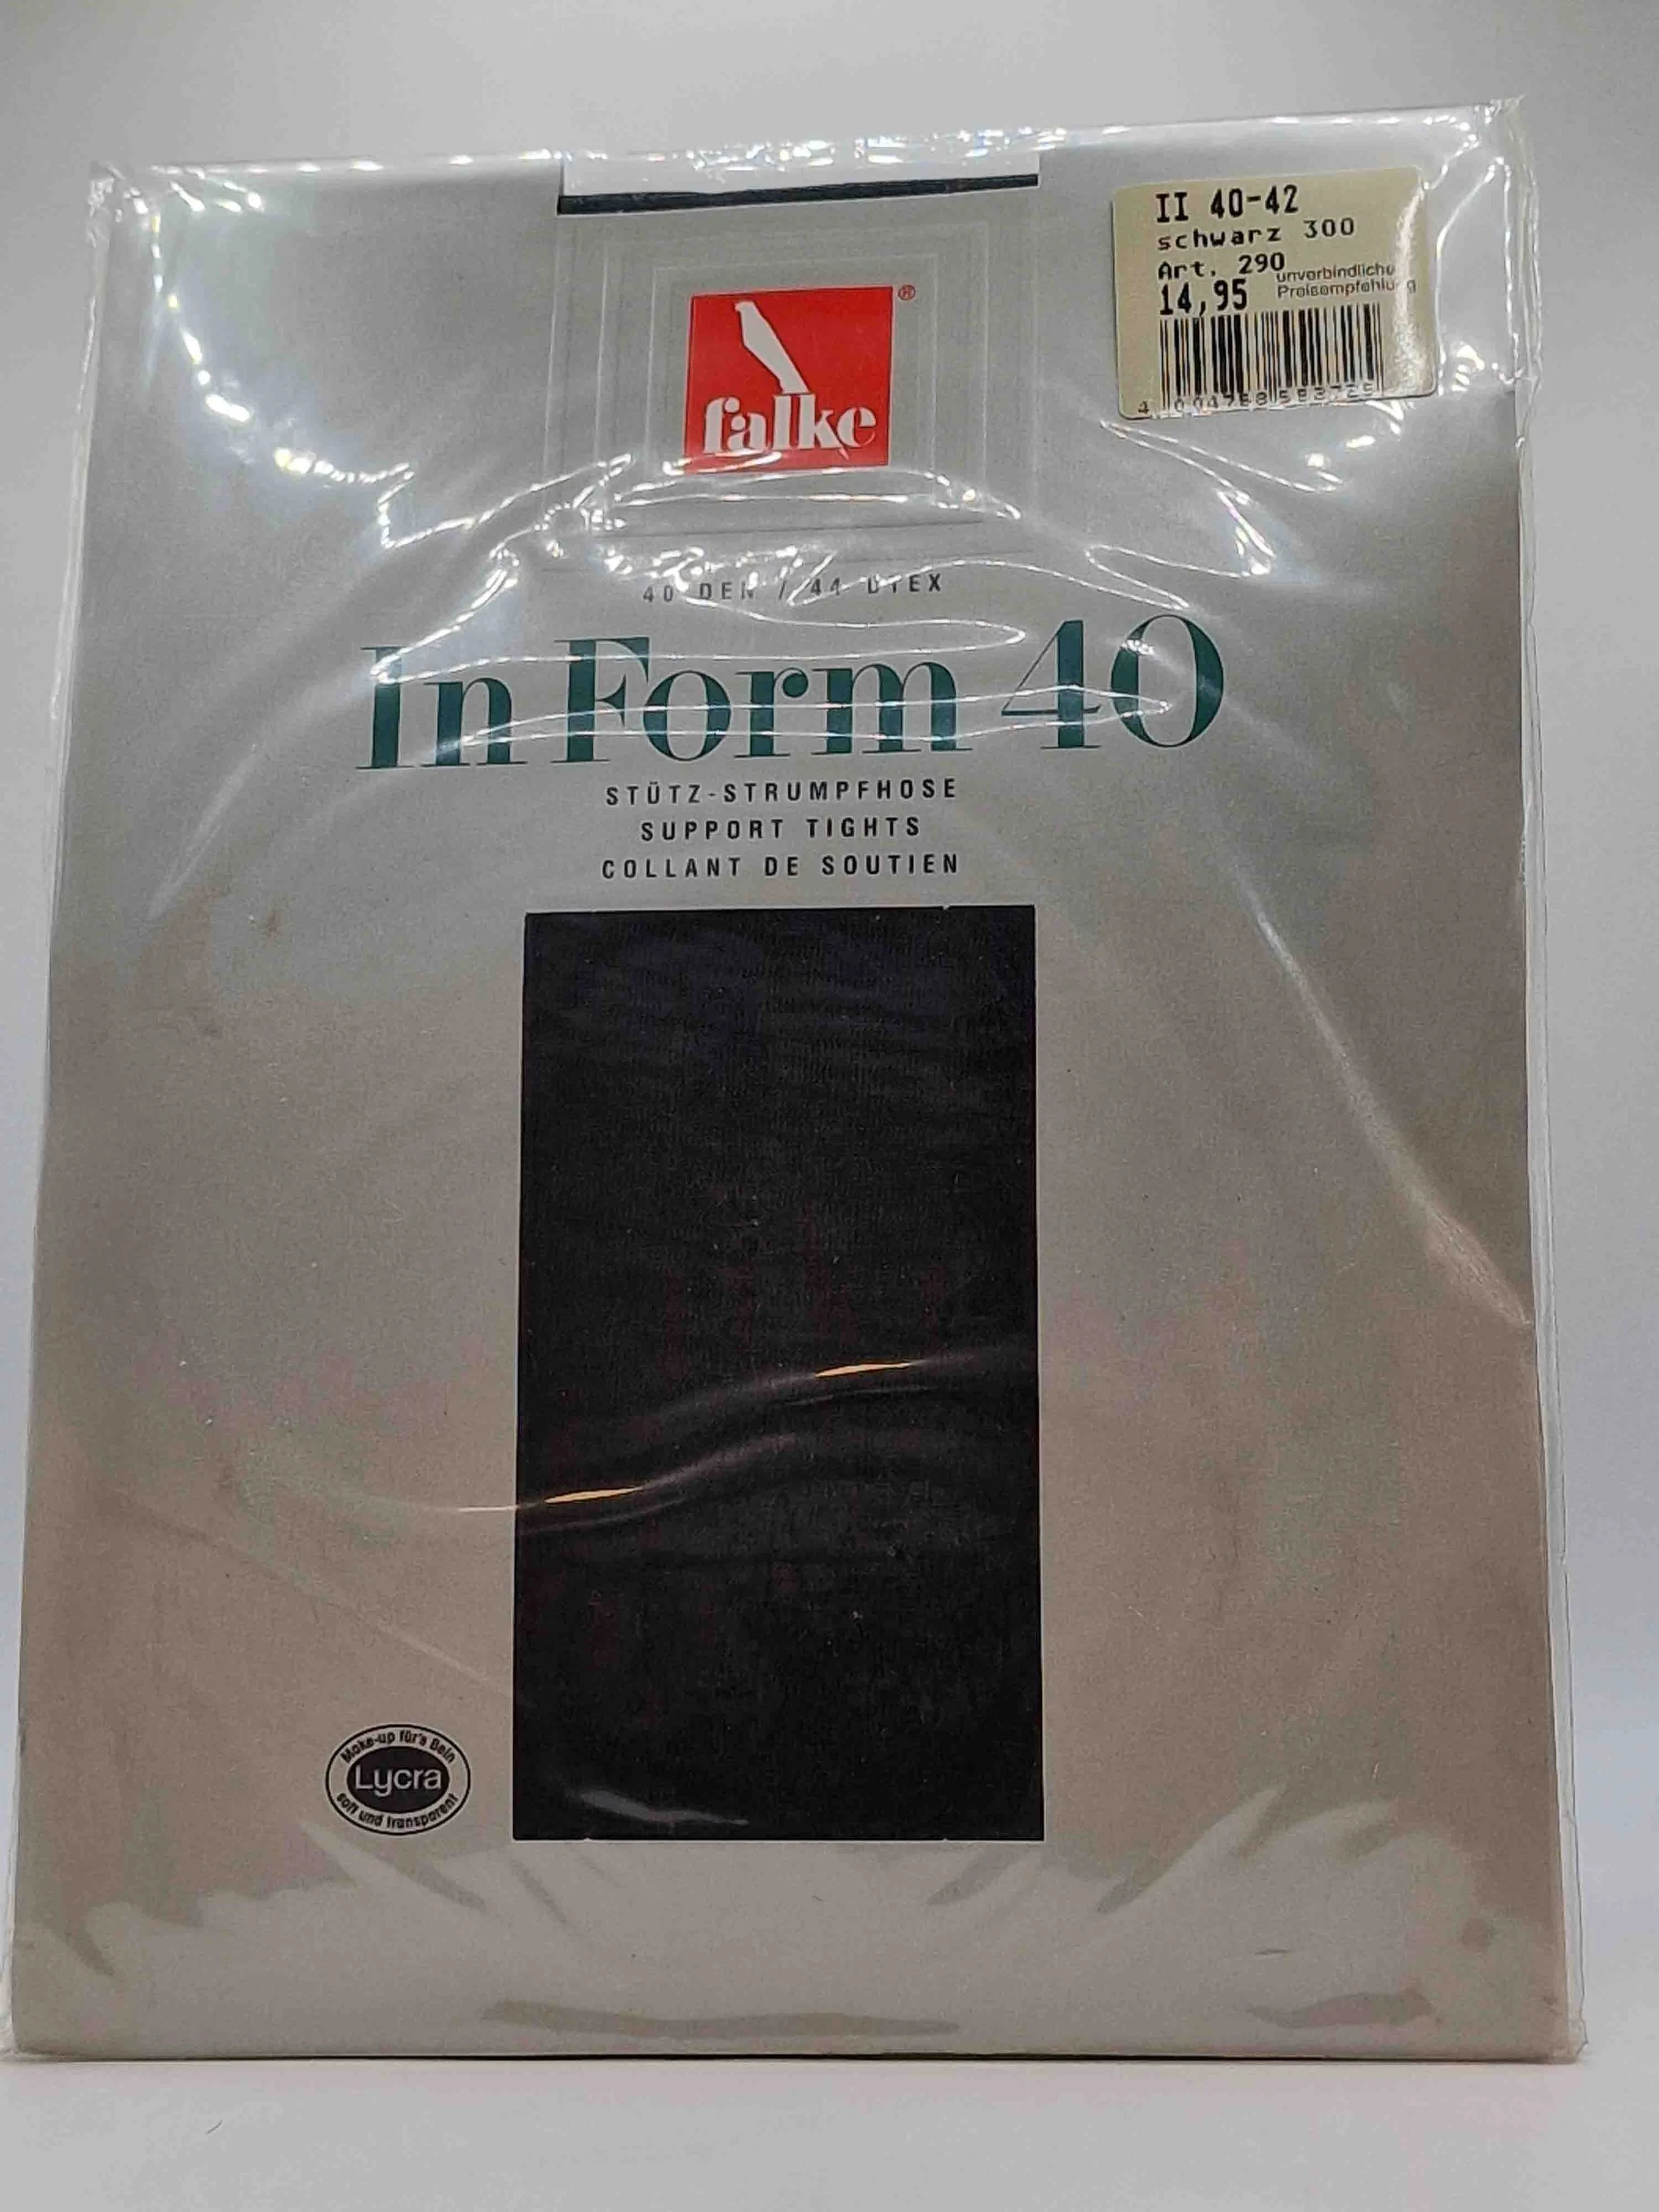 II 40-42
schwarz 300
Art. 290
unverbindliche
14,95 Preisempfehlung
falke ®
40 DEN / 44 DTEX
In Form 40
STÜTZ-STRUMPFHOSE
SUPPORT TIGHTS
COLLANT DE SOUTIEN
Make-up für's Bein
Lycra
soft und transparent